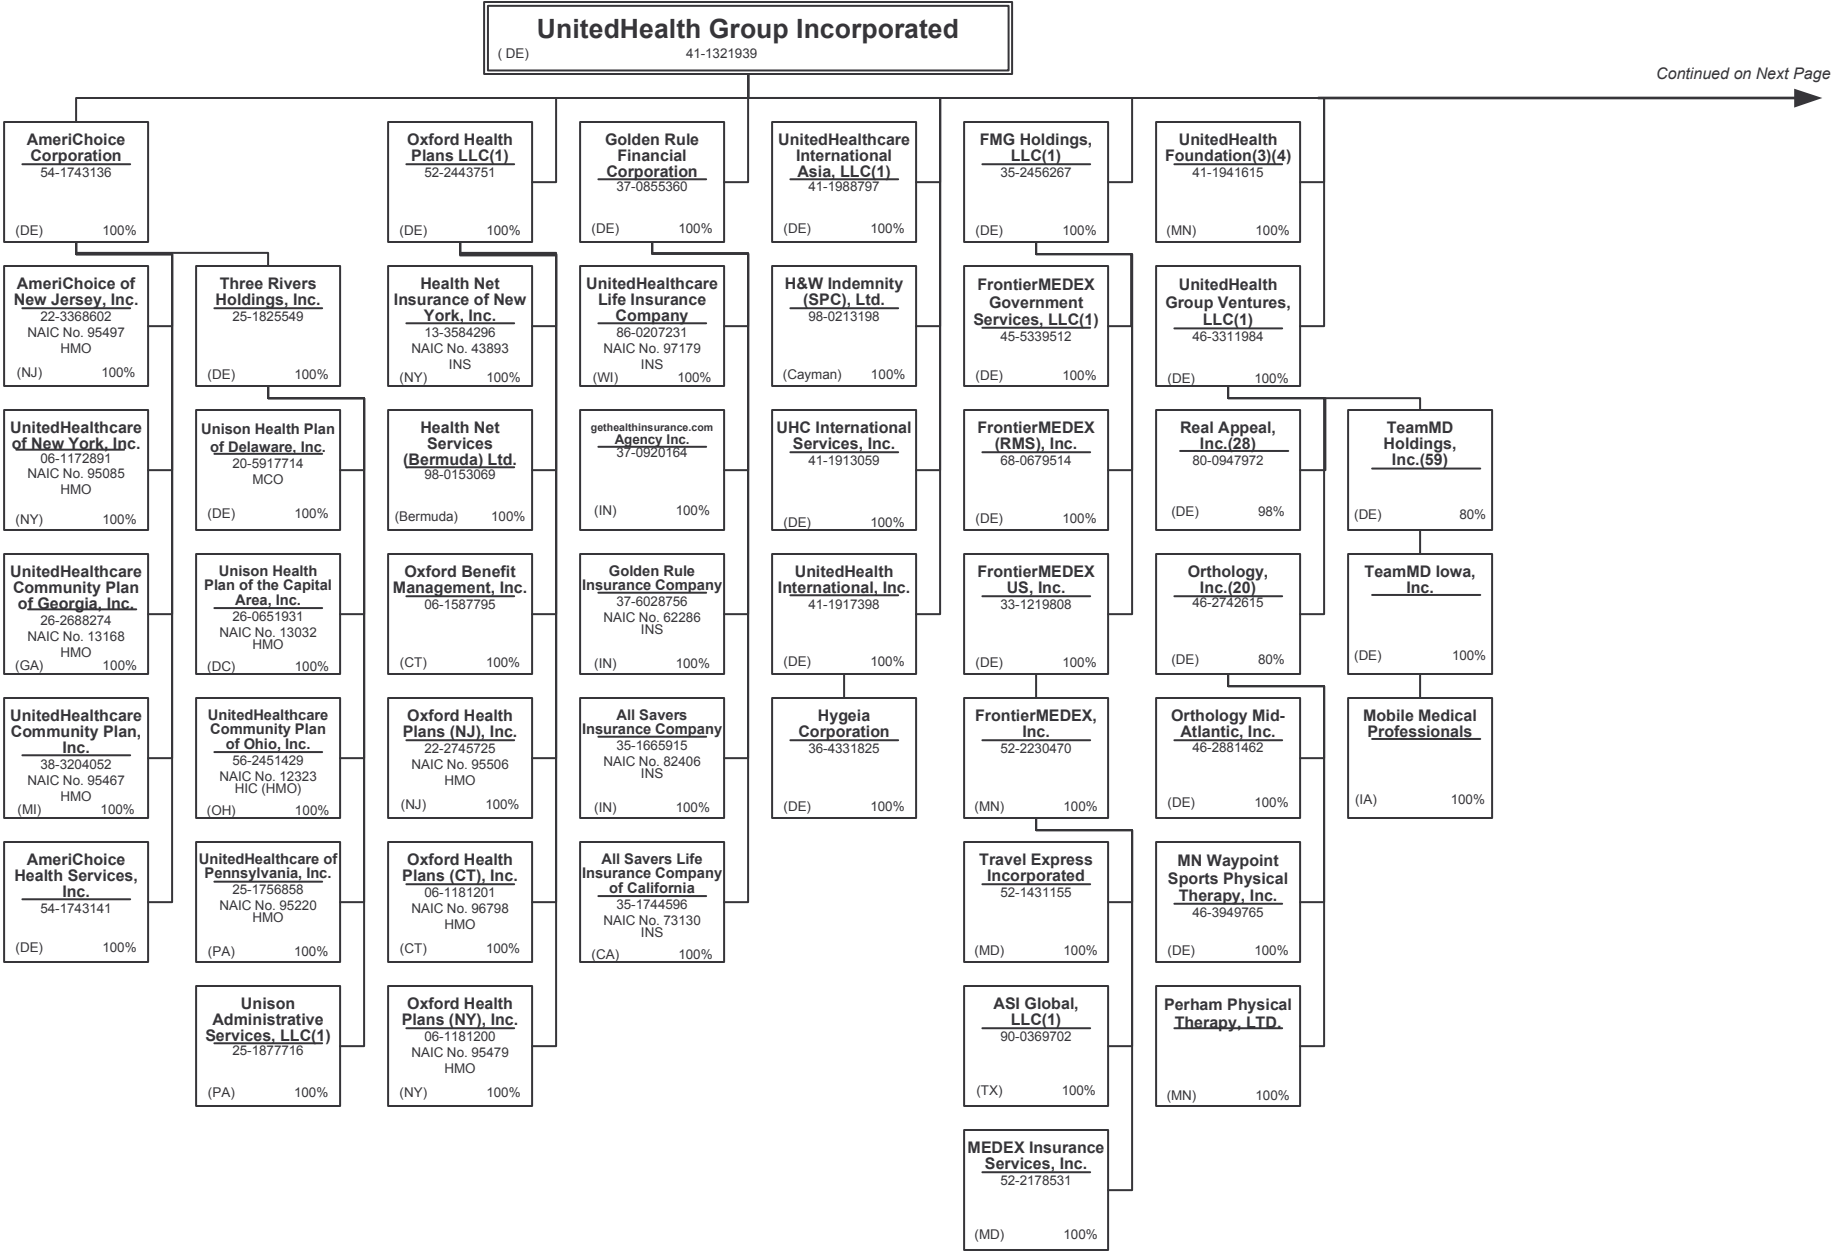 UnitedHealth Group Incorporated
( DE)
41-1321939
Continued on Next Page
AmeriChoice
Corporation
54-1743136
(DE)
100%
Oxford Health
Plans LLC(1)
52-2443751
(DE)
100%
Golden Rule
Financial
Corporation
37-0855360
(DE)
100%
UnitedHealthcare
International
Asia, LLC(1)
41-1988797
(DE)
100%
FMG Holdings,
LLC(1)
35-2456267
(DE)
100%
UnitedHealth
Foundation(3)(4)
41-1941615
(MN)
100%
AmeriChoice of
New Jersey, Inc.
22-3368602
NAIC No. 95497
HMO
(NJ)
100%
Three Rivers
Holdings, Inc.
25-1825549
(DE)
100%
Health Net
Insurance of New
York, Inc.
13-3584296
NAIC No. 43893
INS
(NY)
100%
UnitedHealthcare
Life Insurance
Company
86-0207231
NAIC No. 97179
INS
(WI)
100%
H&W Indemnity
(SPC), Ltd.
98-0213198
(Cayman)
100%
FrontierMEDEX
Government
Services, LLC(1)
45-5339512
(DE)
100%
UnitedHealth
Group Ventures,
LLC(1)
46-3311984
(DE)
100%
UnitedHealthcare
of New York, Inc.
06-1172891
NAIC No. 95085
HMO
(NY)
100%
Unison Health Plan
of Delaware, Inc.
20-5917714
MCO
(DE)
100%
Health Net
Services
(Bermuda) Ltd.
98-0153069
(Bermuda)
100%
gethealthinsurance.com
Agency Inc.
37-0920164
(IN)
100%
UHC International
Services, Inc.
41-1913059
(DE)
100%
FrontierMEDEX
(RMS), Inc.
68-0679514
(DE)
100%
Real Appeal,
Inc.(28)
80-0947972
(DE)
98%
TeamMD
Holdings,
Inc.(59)
(DE)
80%
UnitedHealthcare
Community Plan
of Georgia, Inc.
26-2688274
NAIC No. 13168
HMO
(GA)
100%
Unison Health
Plan of the Capital
Area, Inc.
26-0651931
NAIC No. 13032
HMO
(DC)
100%
Oxford Benefit
Management, Inc.
06-1587795
(CT)
100%
Golden Rule
Insurance Company
37-6028756
NAIC No. 62286
INS
(IN)
100%
UnitedHealth
International, Inc.
41-1917398
(DE)
100%
FrontierMEDEX
US, Inc.
33-1219808
(DE)
100%
Orthology,
Inc.(20)
46-2742615
(DE)
80%
TeamMD Iowa,
Inc.
(DE)
100%
UnitedHealthcare
Community Plan,
Inc.
38-3204052
NAIC No. 95467
HMO
(MI)
100%
UnitedHealthcare
Community Plan
of Ohio, Inc.
56-2451429
NAIC No. 12323
HIC (HMO)
(OH)
100%
Oxford Health
Plans (NJ), Inc.
22-2745725
NAIC No. 95506
HMO
(NJ)
100%
All Savers
Insurance Company
35-1665915
NAIC No. 82406
INS
(IN)
100%
Hygeia
Corporation
36-4331825
(DE)
100%
FrontierMEDEX,
Inc.
52-2230470
(MN)
100%
Orthology Mid-
Atlantic, Inc.
46-2881462
(DE)
100%
Mobile Medical
Professionals
(IA)
100%
AmeriChoice
Health Services,
Inc.
54-1743141
(DE)
100%
UnitedHealthcare of
Pennsylvania, Inc.
25-1756858
NAIC No. 95220
HMO
(PA)
100%
Oxford Health
Plans (CT), Inc.
06-1181201
NAIC No. 96798
HMO
(CT)
100%
All Savers Life
Insurance Company
of California
35-1744596
NAIC No. 73130
INS
(CA)
100%
Travel Express
Incorporated
52-1431155
(MD)
100%
MN Waypoint
Sports Physical
Therapy, Inc.
46-3949765
(DE)
100%
Unison
Administrative
Services, LLC(1)
25-1877716
(PA)
100%
Oxford Health
Plans (NY), Inc.
06-1181200
NAIC No. 95479
HMO
(NY)
100%
ASI Global,
LLC(1)
90-0369702
(TX)
100%
Perham Physical
Therapy, LTD.
(MN)
100%
MEDEX Insurance
Services, Inc.
52-2178531
(MD)
100%